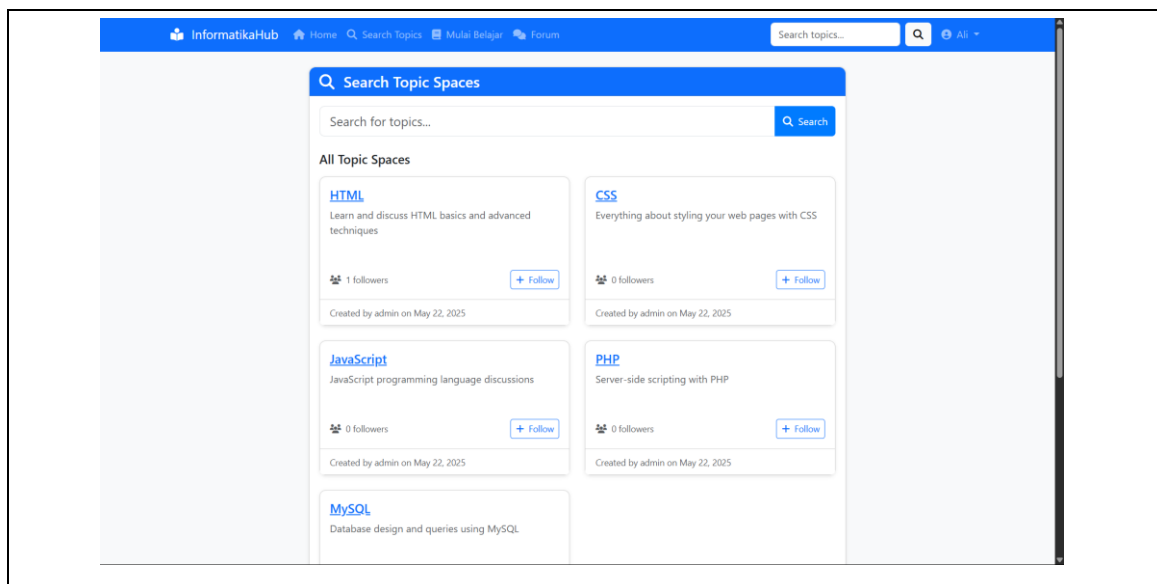 InformatikaHub Home Search Topics Mulai Belajar Forum Search topics... Ali
Search Topic Spaces
Search for topics... Search
All Topic Spaces
HTML
Learn and discuss HTML basics and advanced
techniques
1 followers + Follow
Created by admin on May 22, 2025
CSS
Everything about styling your web pages with CSS
0 followers + Follow
Created by admin on May 22, 2025
JavaScript
JavaScript programming language discussions
0 followers + Follow
Created by admin on May 22, 2025
PHP
Server-side scripting with PHP
0 followers + Follow
Created by admin on May 22, 2025
MySQL
Database design and queries using MySQL